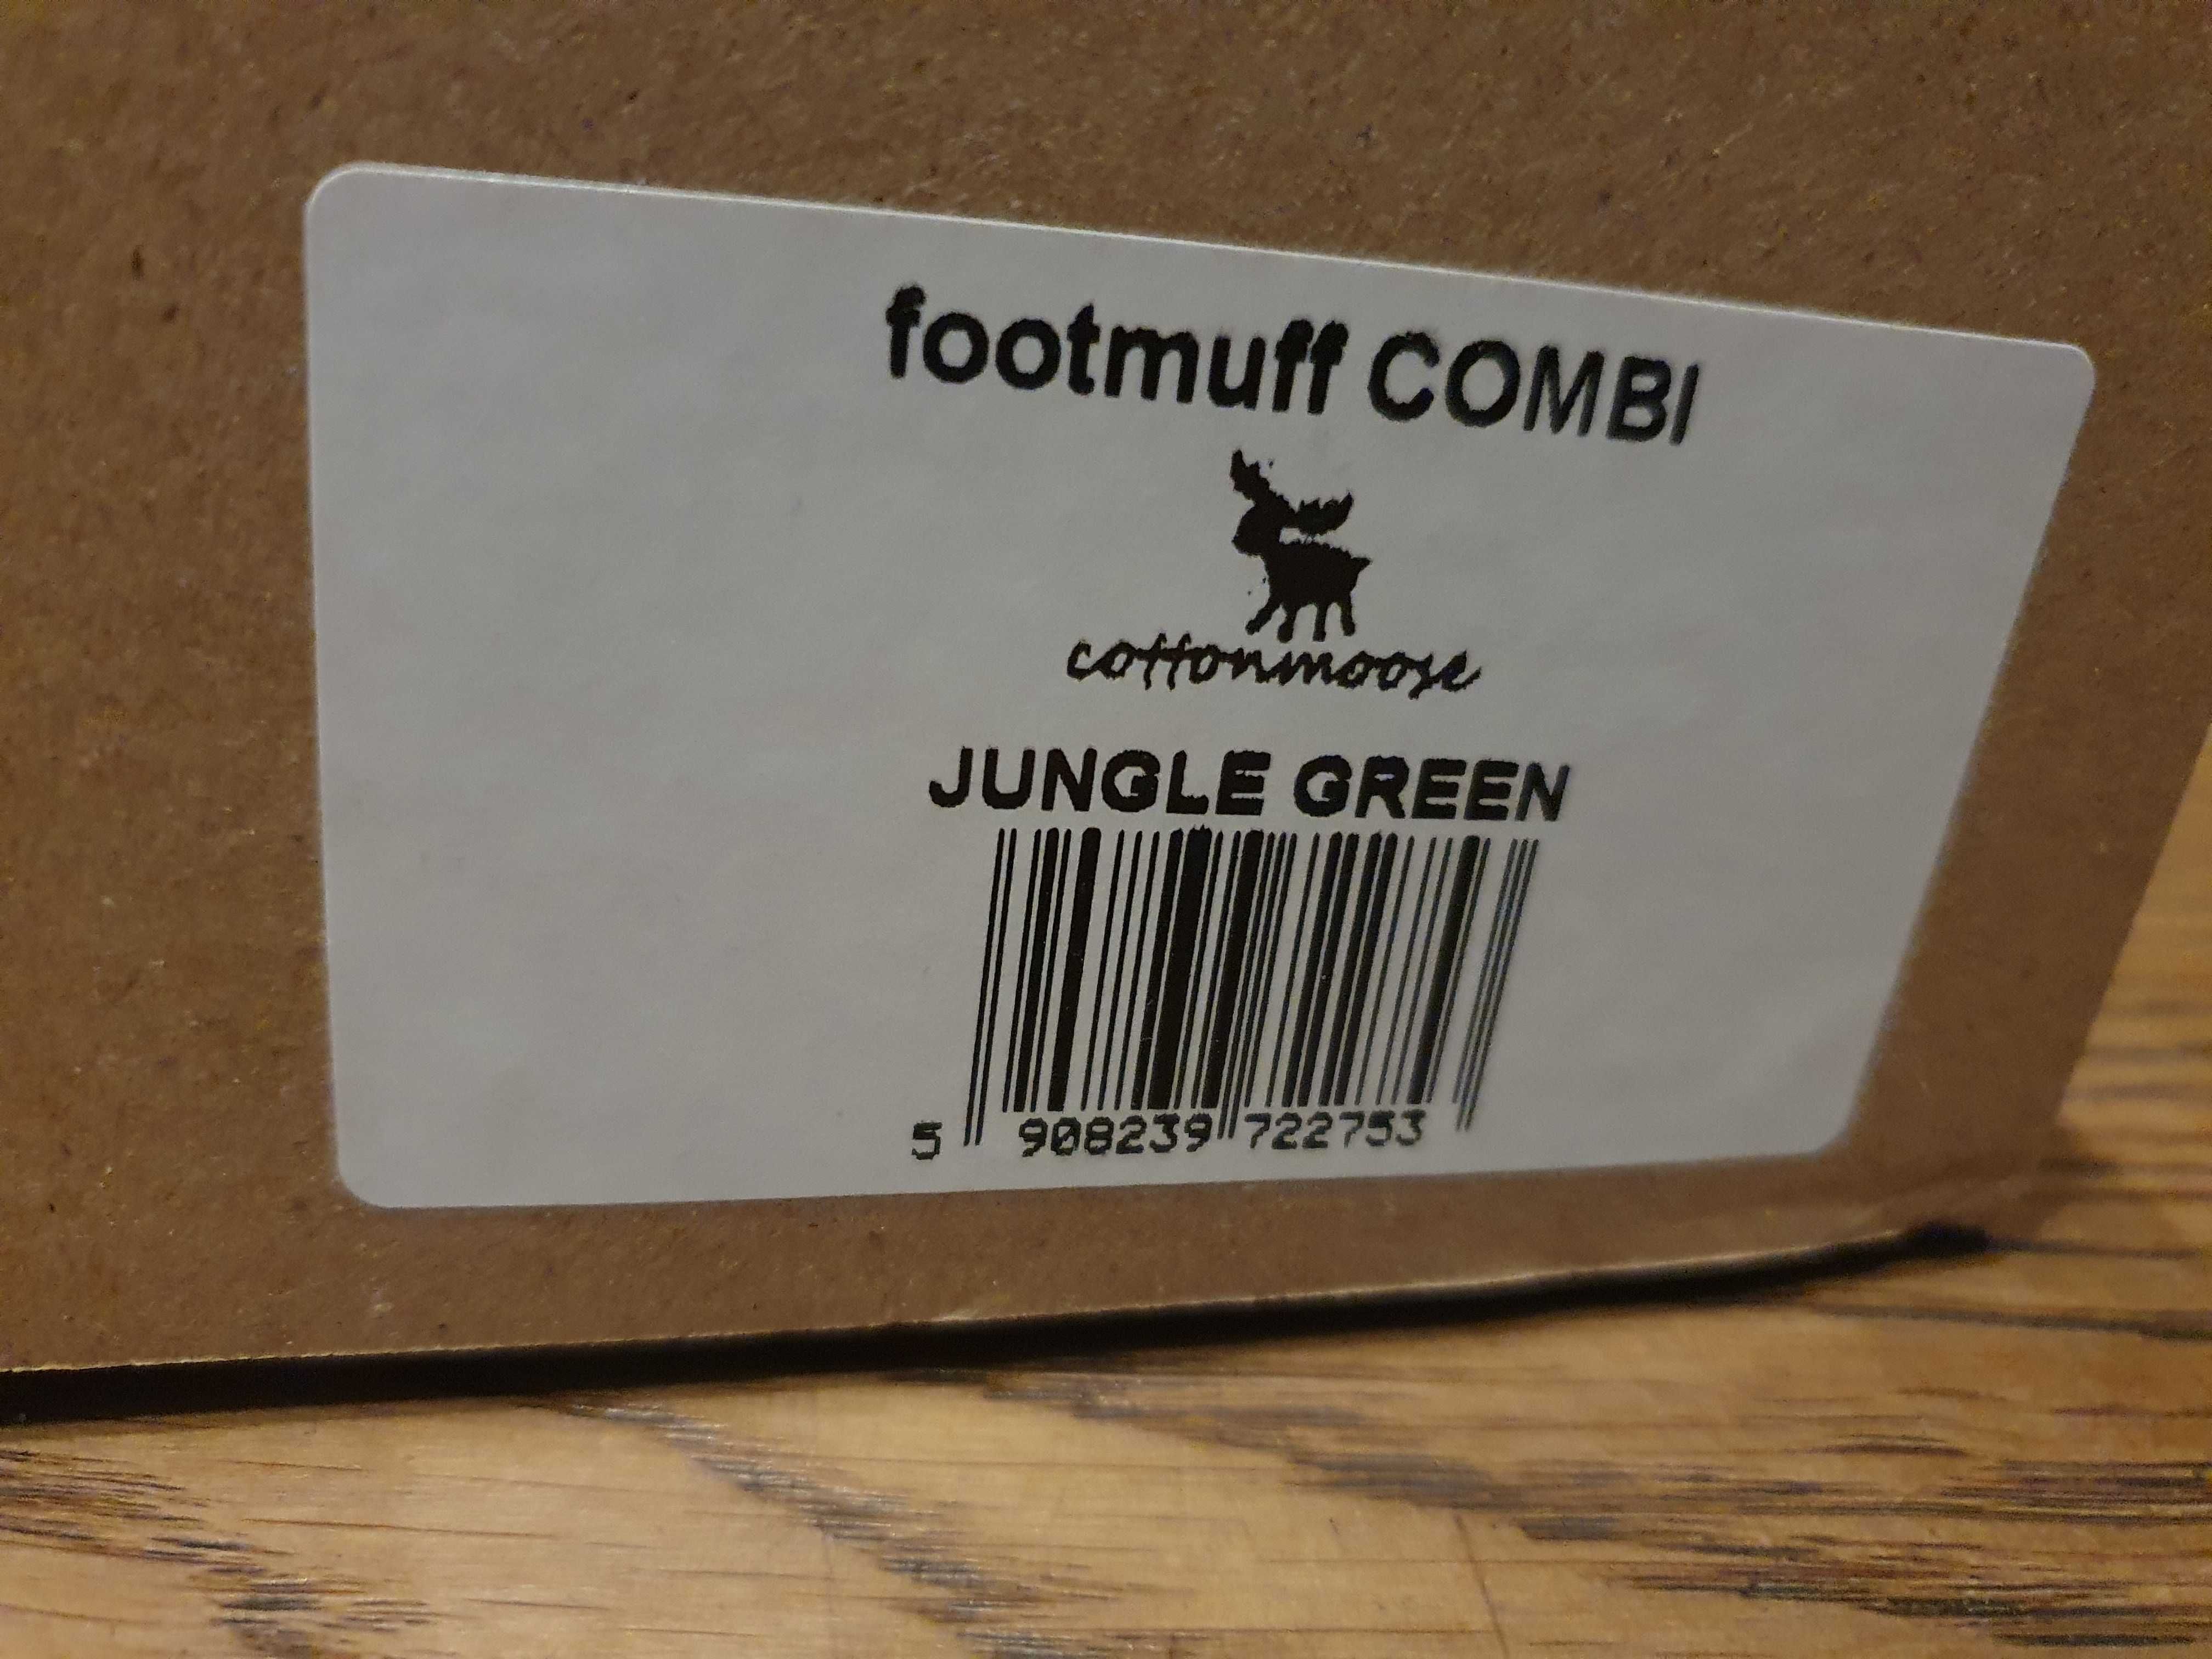 footmuff COMBI
cottonmoose
JUNGLE GREEN
5 908239 722753